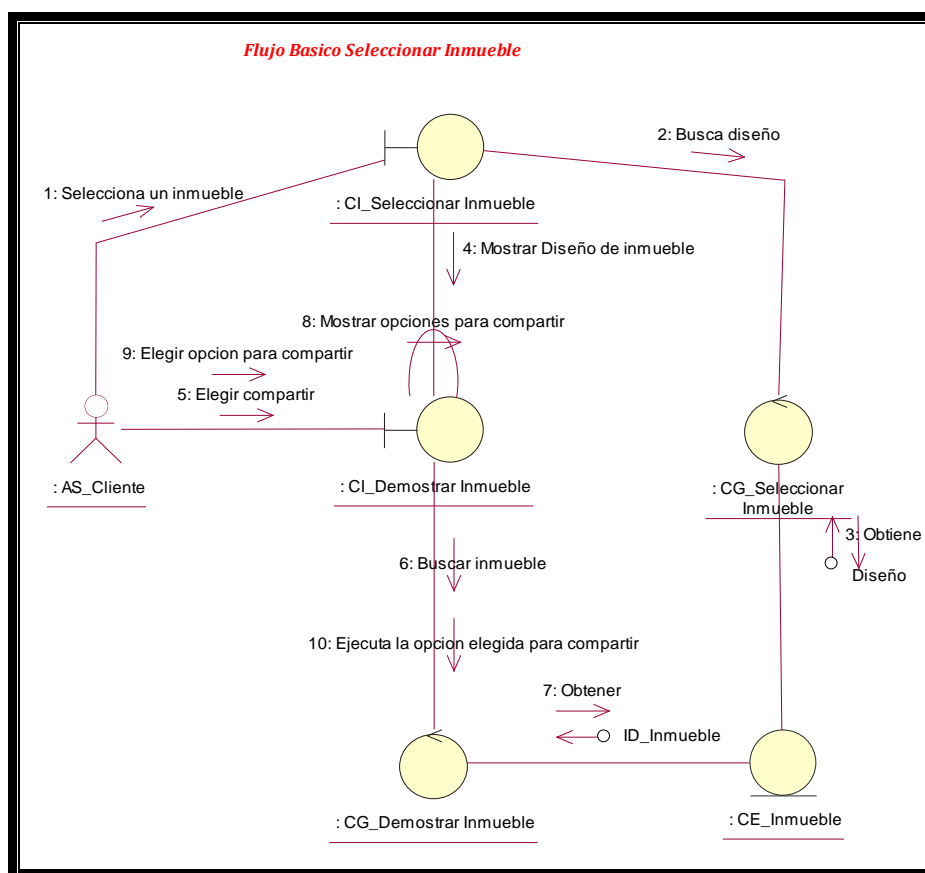 Flujo Basico Seleccionar Inmueble
2: Busca diseño
1: Selecciona un inmueble
: CI_Seleccionar Inmueble
4: Mostrar Diseño de inmueble
8: Mostrar opciones para compartir
9: Elegir opcion para compartir
5: Elegir compartir
: AS_Cliente
: CI_Demostrar Inmueble
: CG_Seleccionar
Inmueble
3: Obtiene
Diseño
6: Buscar inmueble
10: Ejecuta la opcion elegida para compartir
7: Obtener
ID_Inmueble
: CG_Demostrar Inmueble
: CE_Inmueble